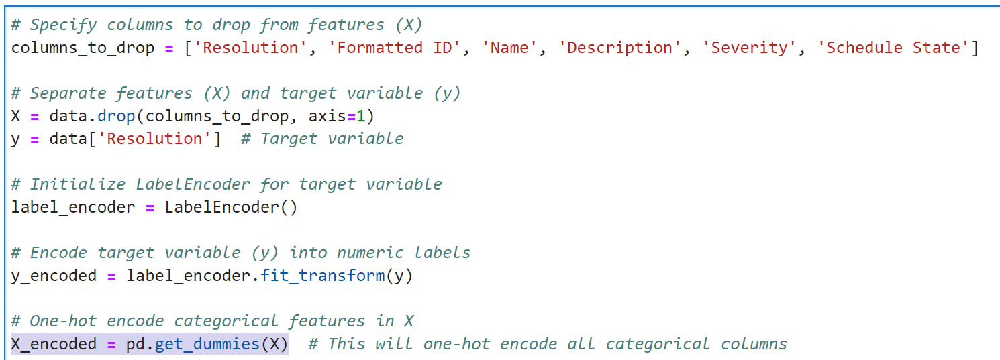 # Specify columns to drop from features (X)
columns_to_drop = ['Resolution', 'Formatted ID', 'Name', 'Description', 'Severity', 'Schedule State']
# Separate features (X) and target variable (y)
X = data.drop(columns_to_drop, axis=1)
y = data['Resolution']  # Target variable
# Initialize LabelEncoder for target variable
label_encoder = LabelEncoder()
# Encode target variable (y) into numeric labels
y_encoded = label_encoder.fit_transform(y)
# One-hot encode categorical features in X
X_encoded = pd.get_dummies(X)  # This will one-hot encode all categorical columns